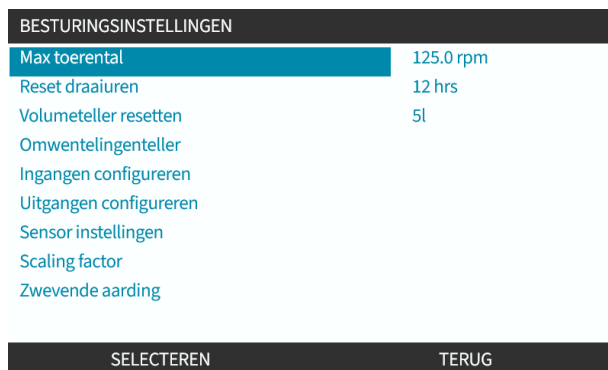 BESTURINGSINSTELLINGEN
Max toerental 125.0 rpm
Reset draaiuren 12 hrs
Volumeteller resetten 5l
Omwentelingenteller
Ingangen configureren
Uitgangen configureren
Sensor instellingen
Scaling factor
Zwevende aarding
SELECTEREN TERUG